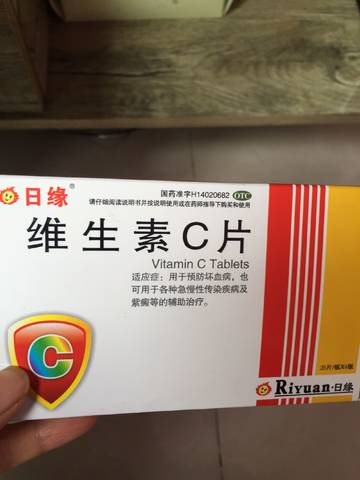 日缘®
国药准字H14020682 OTC
请仔细阅读说明书并按说明使用或在药师指导下购买和使用
维生素C片
Vitamin C Tablets
适应症：用于预防坏血病，也
可用于各种急慢性传染疾病及
紫癜等的辅助治疗。
C
Riyuan·日缘